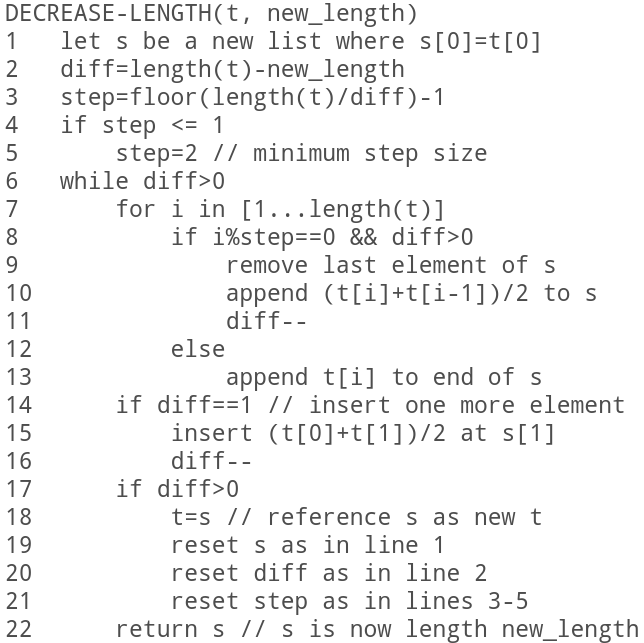 DECREASE-LENGTH(t, new_length)
1 let s be a new list where s[0]=t[0]
2 diff=length(t)-new_length
3 step=floor(length(t)/diff)-1
4 if step <= 1
5 step=2 // minimum step size
6 while diff>0
7 for i in [1...length(t)]
8 if i%step==0 && diff>0
9 remove last element of s
10 append (t[i]+t[i-1])/2 to s
11 diff--
12 else
13 append t[i] to end of s
14 if diff==1 // insert one more element
15 insert (t[0]+t[1])/2 at s[1]
16 diff--
17 if diff>0
18 t=s // reference s as new t
19 reset s as in line 1
20 reset diff as in line 2
21 reset step as in lines 3-5
22 return s // s is now length new_length